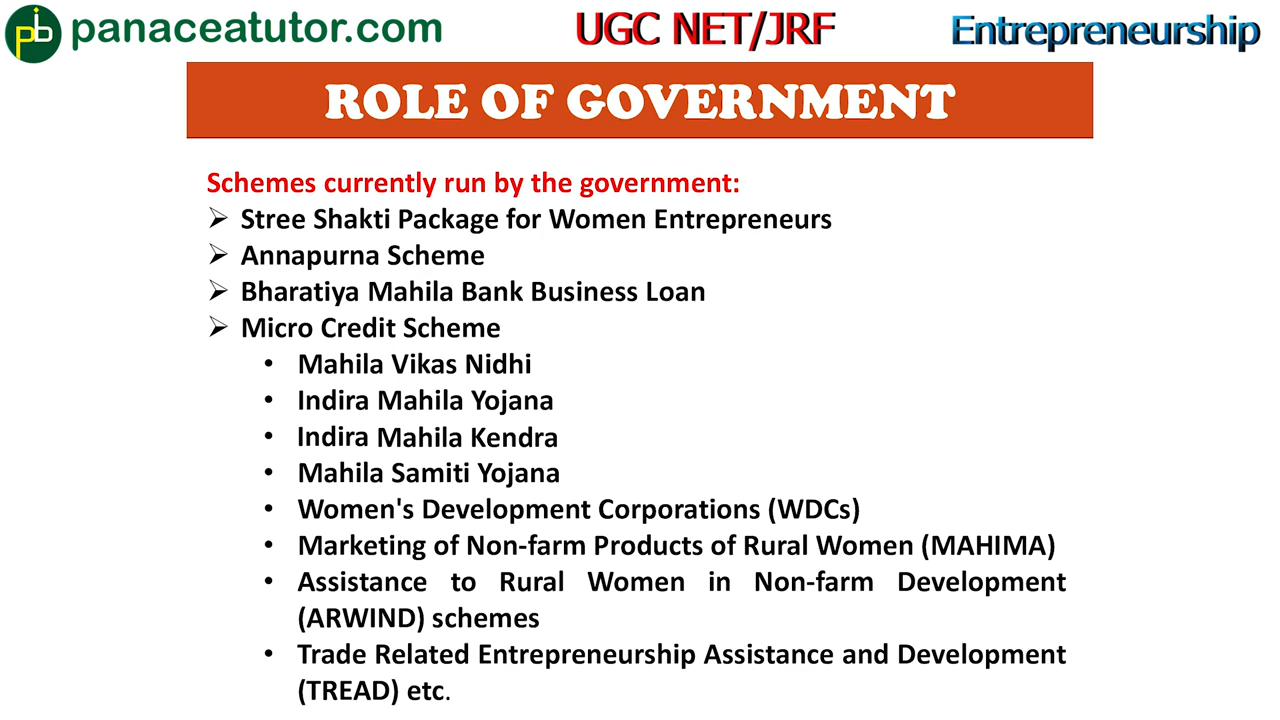 pib panaceatutor.com UGC NET/JRF Entrepreneurship
ROLE OF GOVERNMENT
Schemes currently run by the government:
➢ Stree Shakti Package for Women Entrepreneurs
➢ Annapurna Scheme
➢ Bharatiya Mahila Bank Business Loan
➢ Micro Credit Scheme
• Mahila Vikas Nidhi
• Indira Mahila Yojana
• Indira Mahila Kendra
• Mahila Samiti Yojana
• Women's Development Corporations (WDCs)
• Marketing of Non-farm Products of Rural Women (MAHIMA)
• Assistance to Rural Women in Non-farm Development
(ARWIND) schemes
• Trade Related Entrepreneurship Assistance and Development
(TREAD) etc.